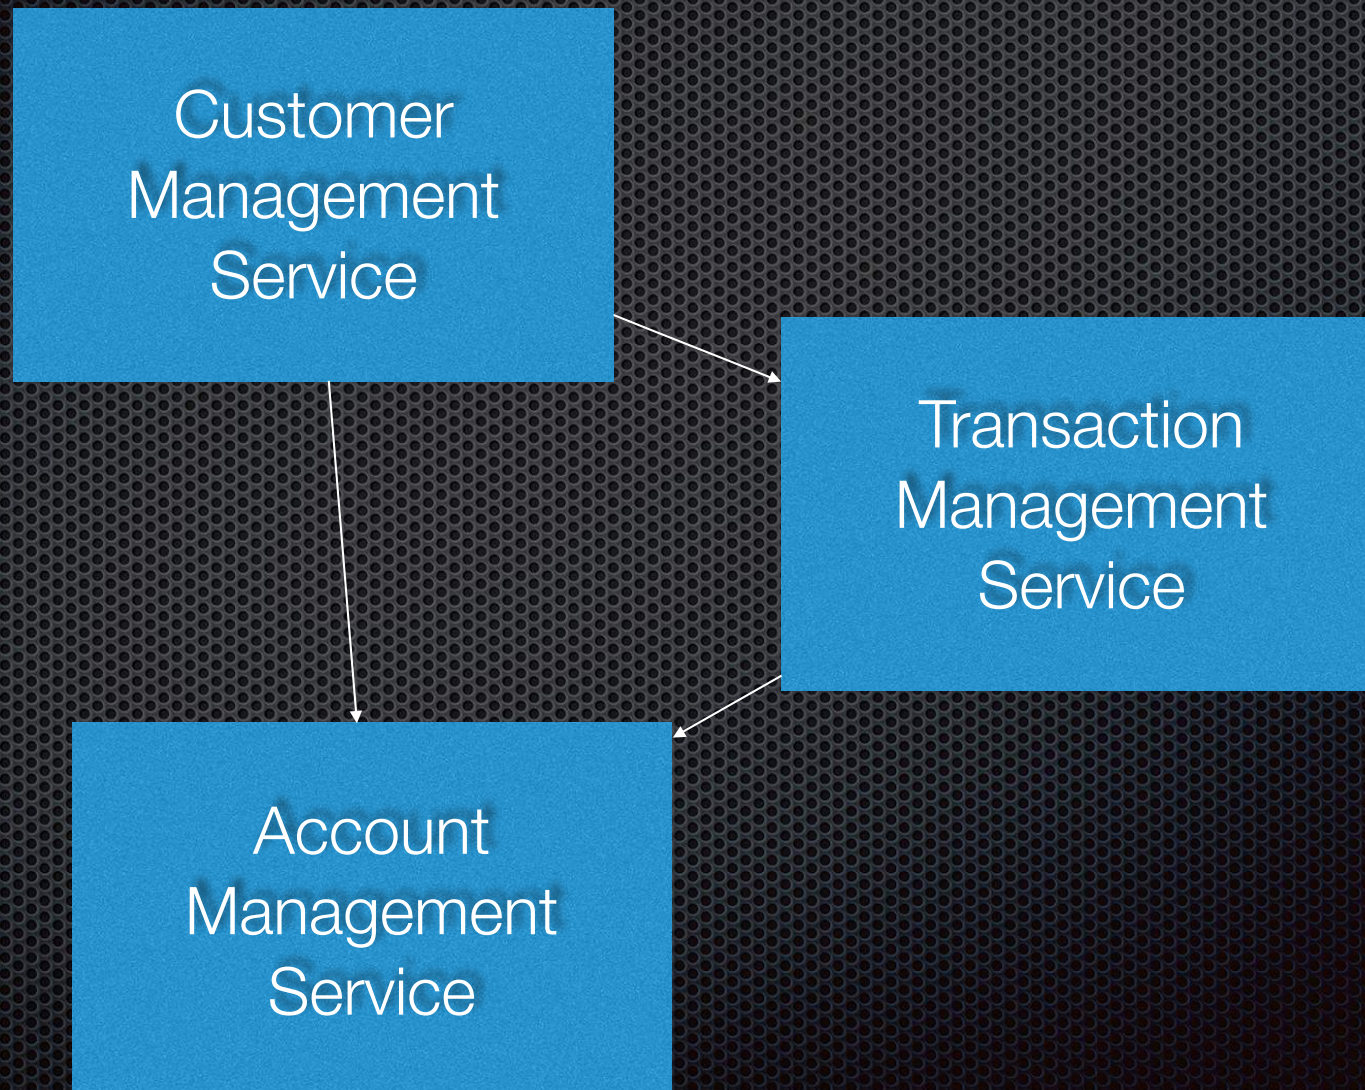 Customer
Management
Service
Transaction
Management
Service
Account
Management
Service